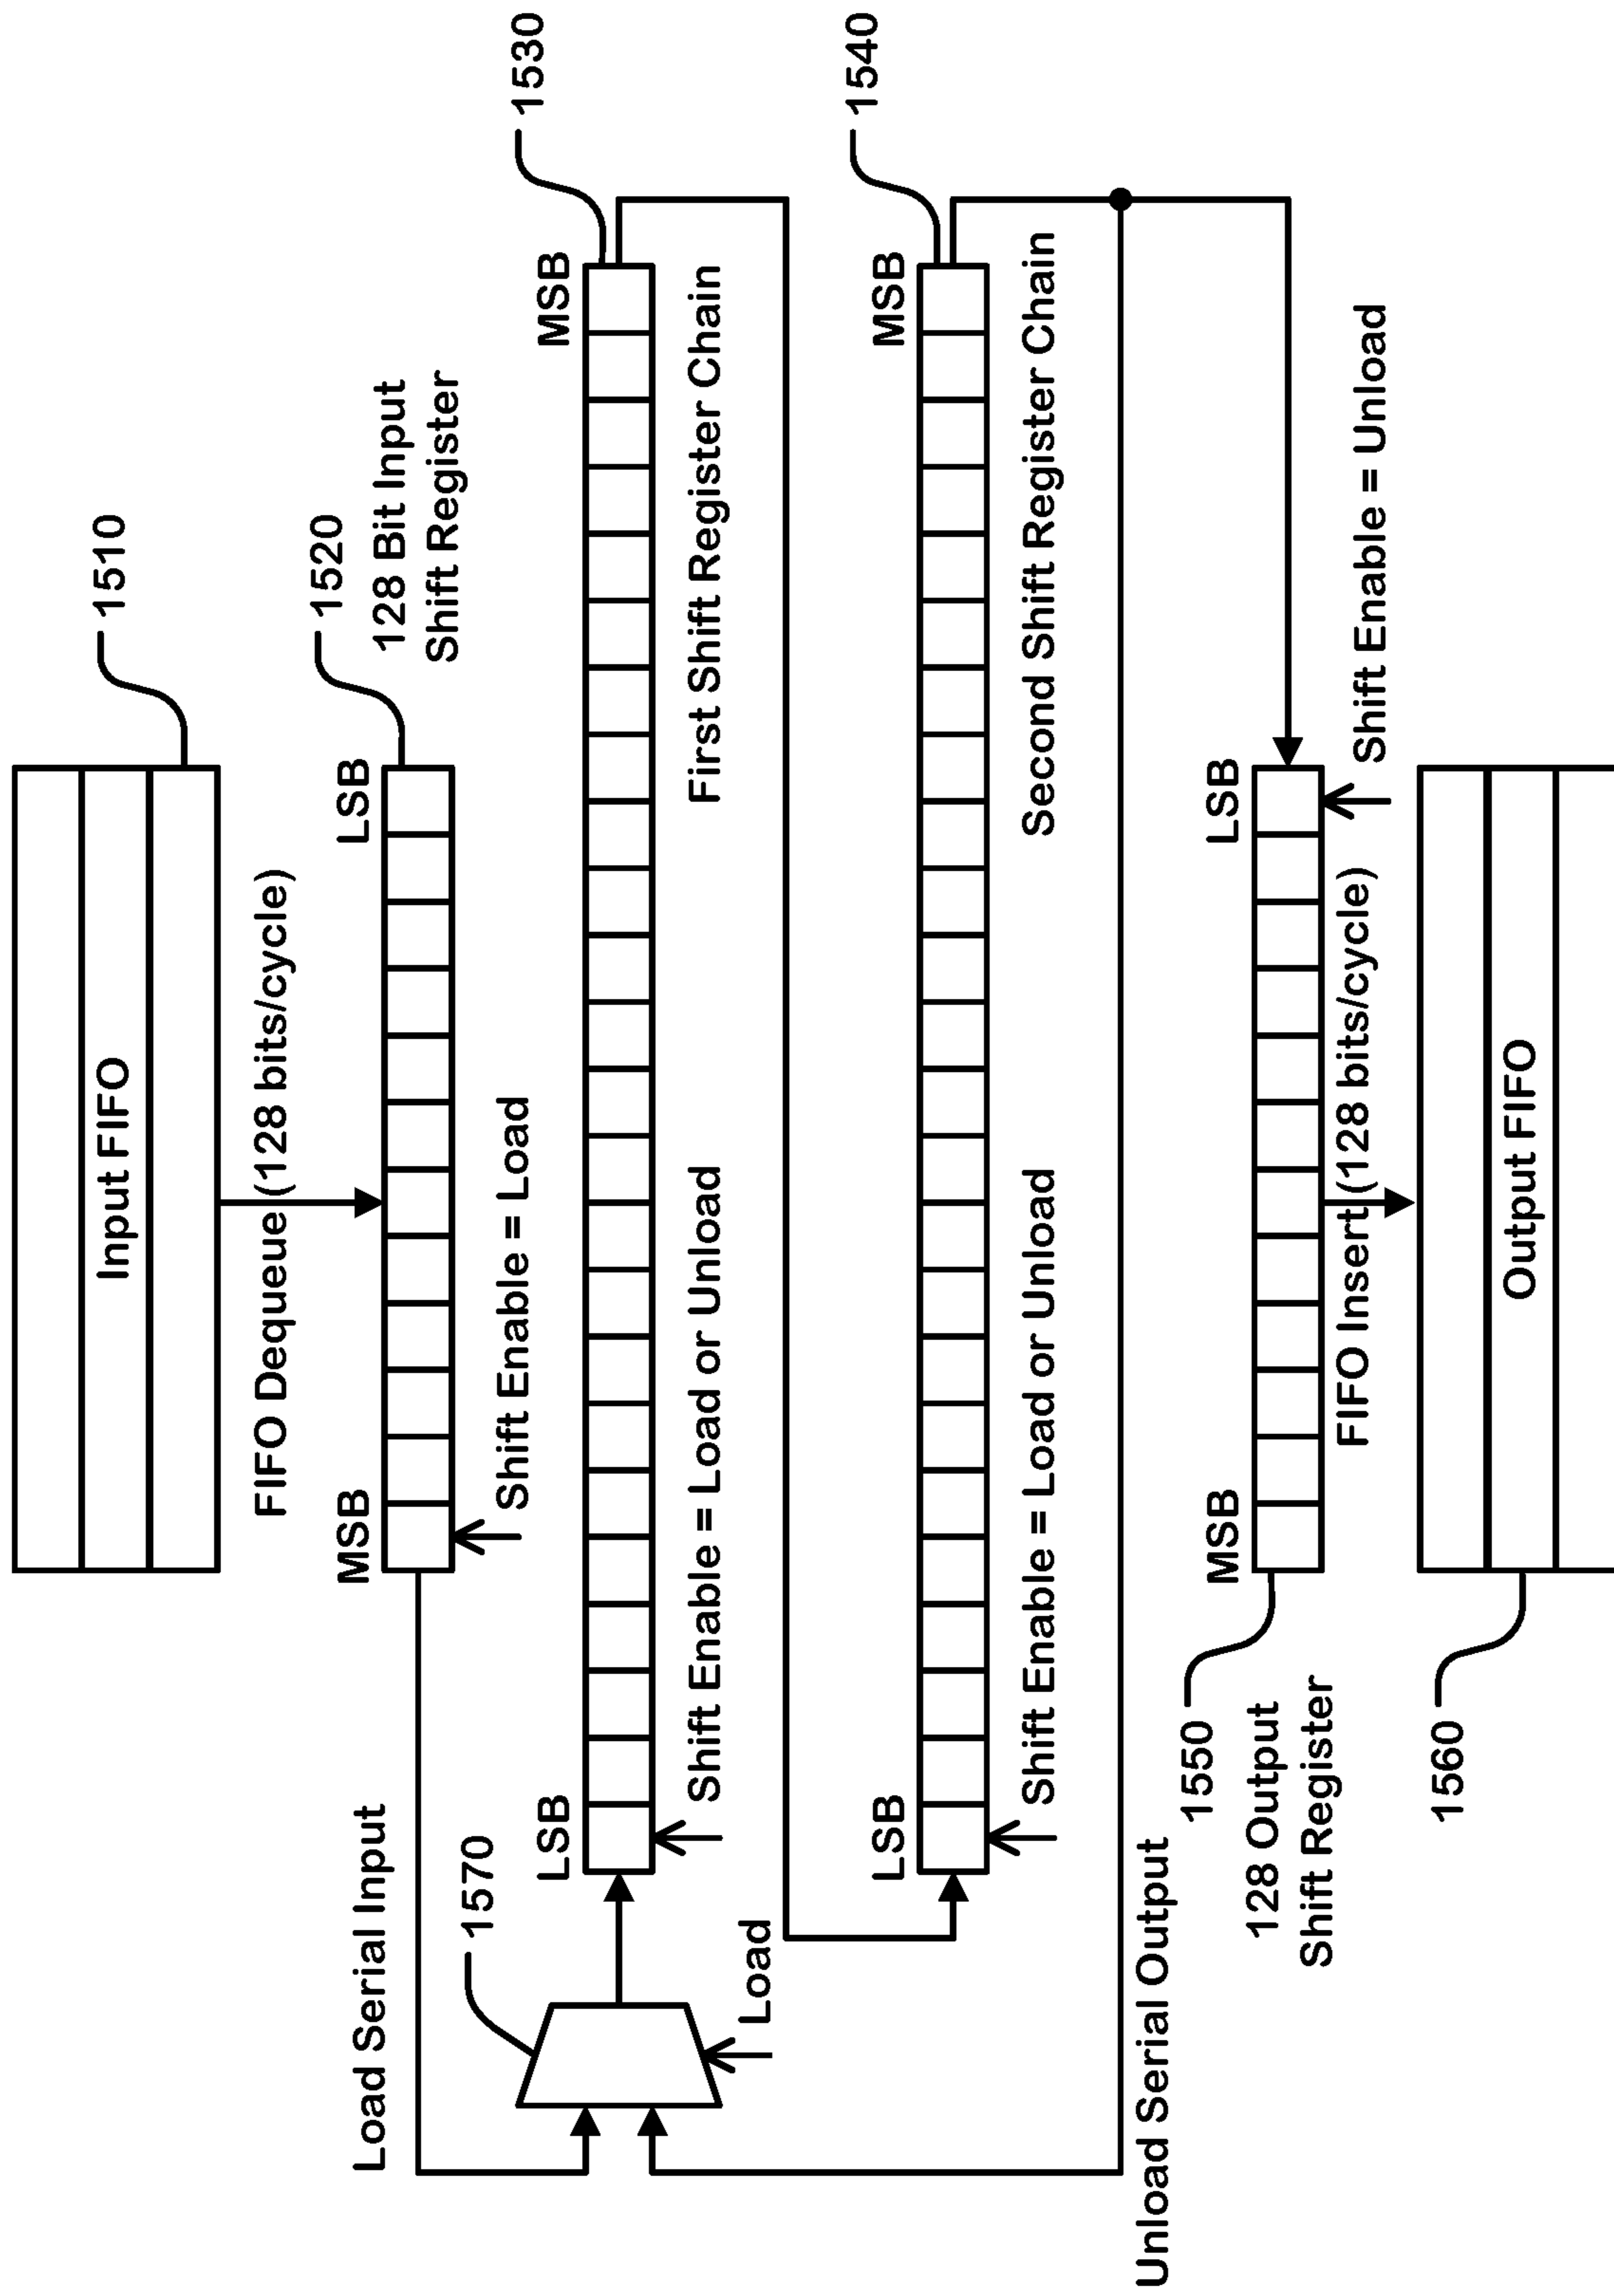 1510
Input FIFO
FIFO Dequeue (128 bits/cycle)
1520
128 Bit Input
Shift Register
MSB
LSB
Load Serial Input
Shift Enable = Load
1530
1570
LSB
MSB
Load
Shift Enable = Load or Unload
First Shift Register Chain
1540
LSB
MSB
Shift Enable = Load or Unload
Second Shift Register Chain
Unload Serial Output
1550
128 Output
Shift Register
MSB
LSB
FIFO Insert (128 bits/cycle)
Shift Enable = Unload
1560
Output FIFO